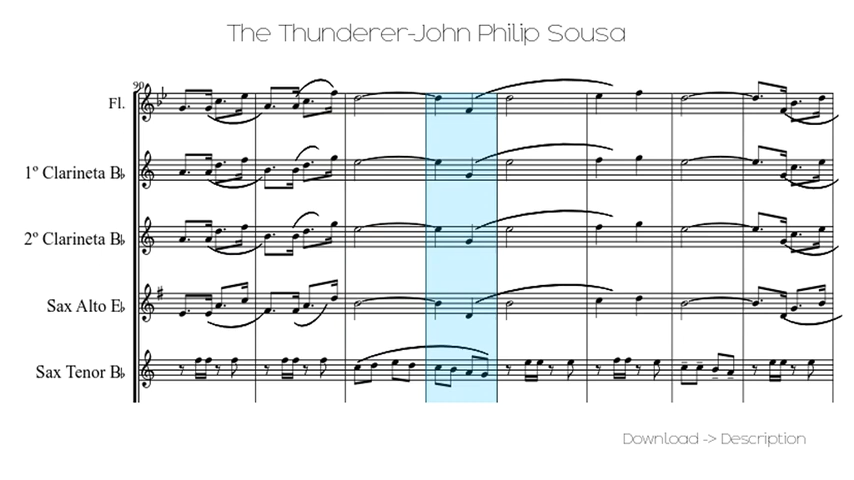 The Thunderer-John Philip Sousa
90
Fl.
1º Clarineta B♭
2º Clarineta B♭
Sax Alto E♭
Sax Tenor B♭
Download -> Description